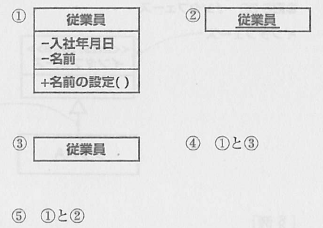 ① 従業員
−入社年月日
−名前
+名前の設定( )
② 従業員
③ 従業員
④ ①と③
⑤ ①と②